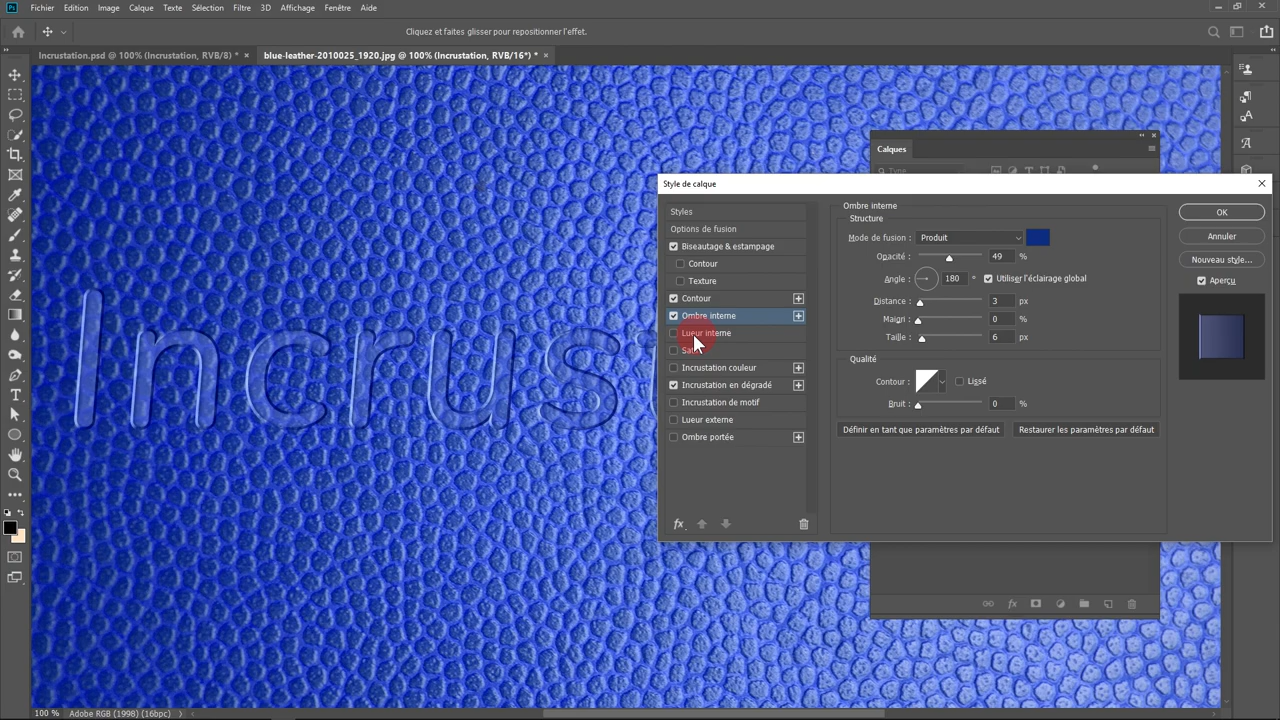 Ps Fichier Edition Image Calque Texte Sélection Filtre 3D Affichage Fenêtre Aide
Cliquez et faites glisser pour repositionner l'effet.
Incrustation.psd @ 100% (Incrustation, RVB/8) * × blue-leather-2010025_1920.jpg @ 100% (Incrustation, RVB/16*) * ×
Calques
Type
Style de calque
Styles
Options de fusion
Biseautage & estampage
Contour
Texture
Contour
Ombre interne
Lueur interne
Incrustation couleur
Incrustation en dégradé
Incrustation de motif
Lueur externe
Ombre portée
fx
Ombre interne
Structure
Mode de fusion : Produit
Opacité : 49 %
Angle : 180 ° Utiliser l'éclairage global
Distance : 3 px
Maigri : 0 %
Taille : 6 px
Qualité
Contour : Lissé
Bruit : 0 %
Définir en tant que paramètres par défaut Restaurer les paramètres par défaut
OK
Annuler
Nouveau style...
Aperçu
Incrus
fx
100 % Adobe RGB (1998) (16bpc)